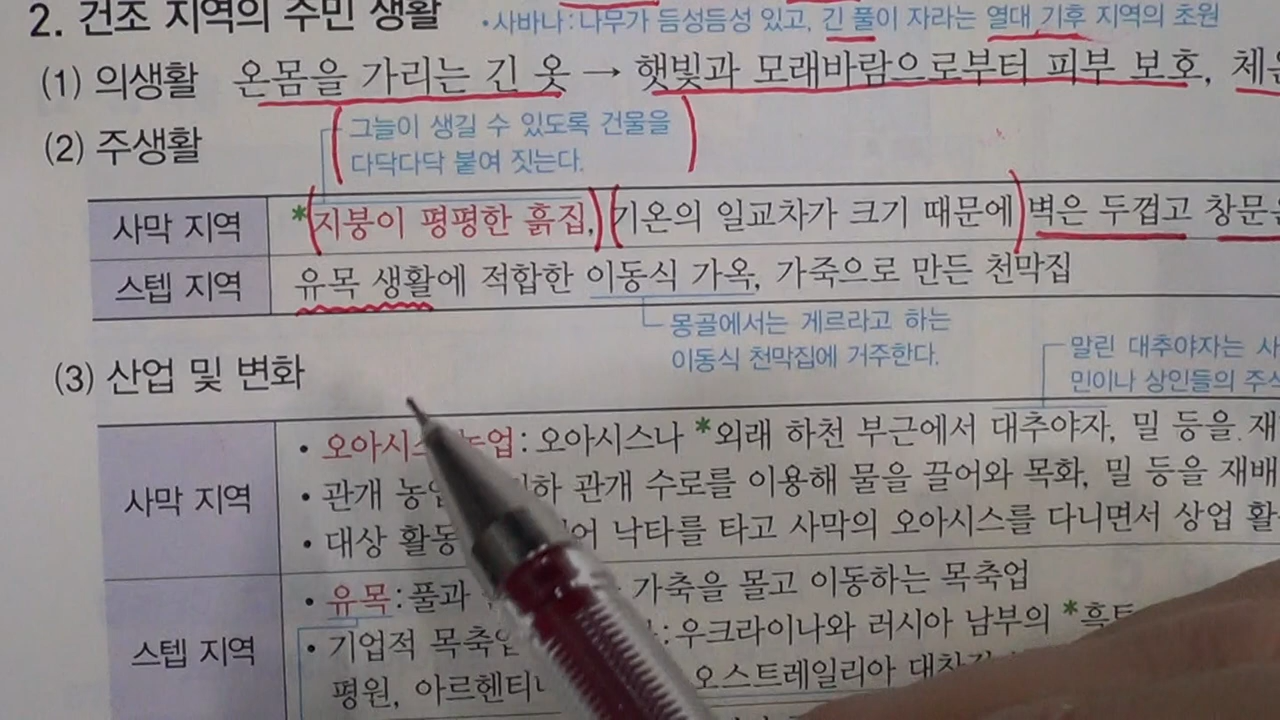 2. 건조 지역의 주민 생활
•사바나: 나무가 듬성듬성 있고, 긴 풀이 자라는 열대 기후 지역의 초원
(1) 의생활 온몸을 가리는 긴 옷 → 햇빛과 모래바람으로부터 피부 보호,
(2) 주생활
그늘이 생길 수 있도록 건물을
다닥다닥 붙여 짓는다.
사막 지역 *지붕이 평평한 흙집, 기온의 일교차가 크기 때문에 벽은 두껍고 창문은
스텝 지역 유목 생활에 적합한 이동식 가옥, 가죽으로 만든 천막집
몽골에서는 게르라고 하는
이동식 천막집에 거주한다.
(3) 산업 및 변화
말린 대추야자는
민이나 상인들의
사막 지역
• 오아시스 농업: 오아시스나 *외래 하천 부근에서 대추야자, 밀 등을
• 관개 관개 수로를 이용해 물을 끌어와 목화, 밀 등을 재배
• 대상 활동 낙타를 타고 사막의 오아시스를 다니면서 상업
스텝 지역
• 유목: 풀과 가축을 몰고 이동하는 목축업
• 기업적 : 우크라이나와 러시아 남부의
평원, 오스트레일리아